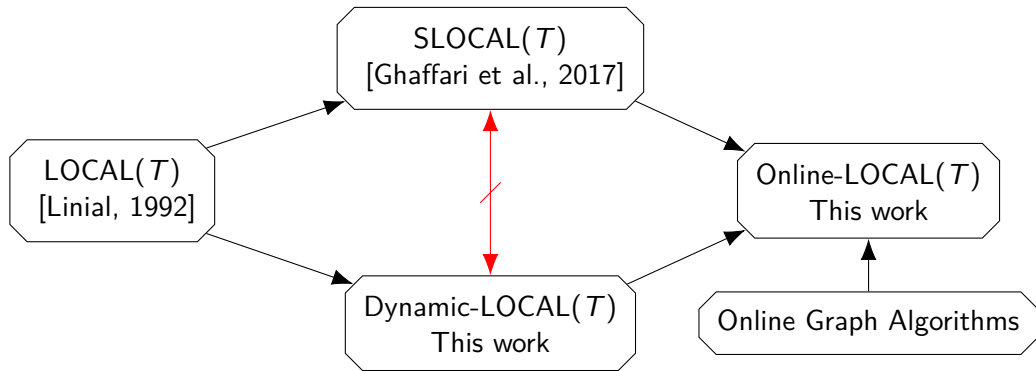 SLOCAL(T)
[Ghaffari et al., 2017]
LOCAL(T)
[Linial, 1992]
Online-LOCAL(T)
This work
Dynamic-LOCAL(T)
This work
Online Graph Algorithms